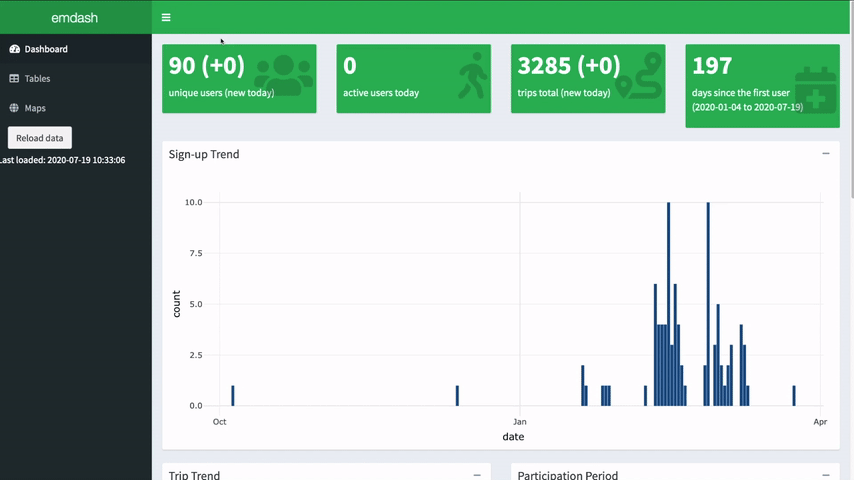 emdash
Dashboard
Tables
Maps
Reload data
Last loaded: 2020-07-19 10:33:06
90 (+0)
unique users (new today)
0
active users today
3285 (+0)
trips total (new today)
197
days since the first user
(2020-01-04 to 2020-07-19)
Sign-up Trend
10.0
7.5
5.0
2.5
0.0
count
Oct
Jan
Apr
date
Trip Trend
Participation Period